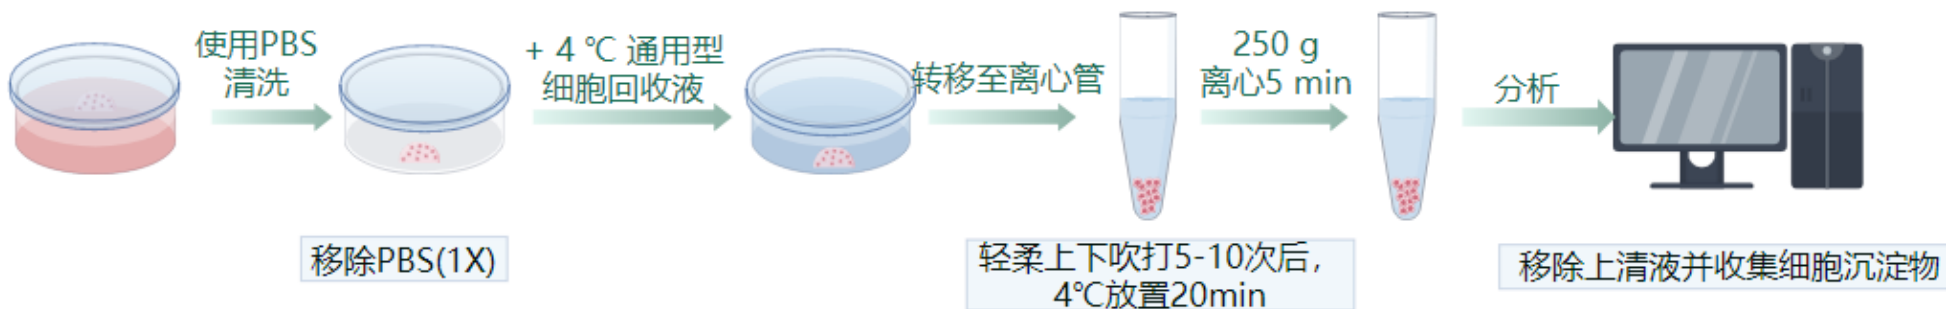 使用PBS
清洗
+ 4 ℃ 通用型
细胞回收液
转移至离心管
250 g
离心5 min
分析
移除PBS(1X)
轻柔上下吹打5-10次后，
4℃放置20min
移除上清液并收集细胞沉淀物